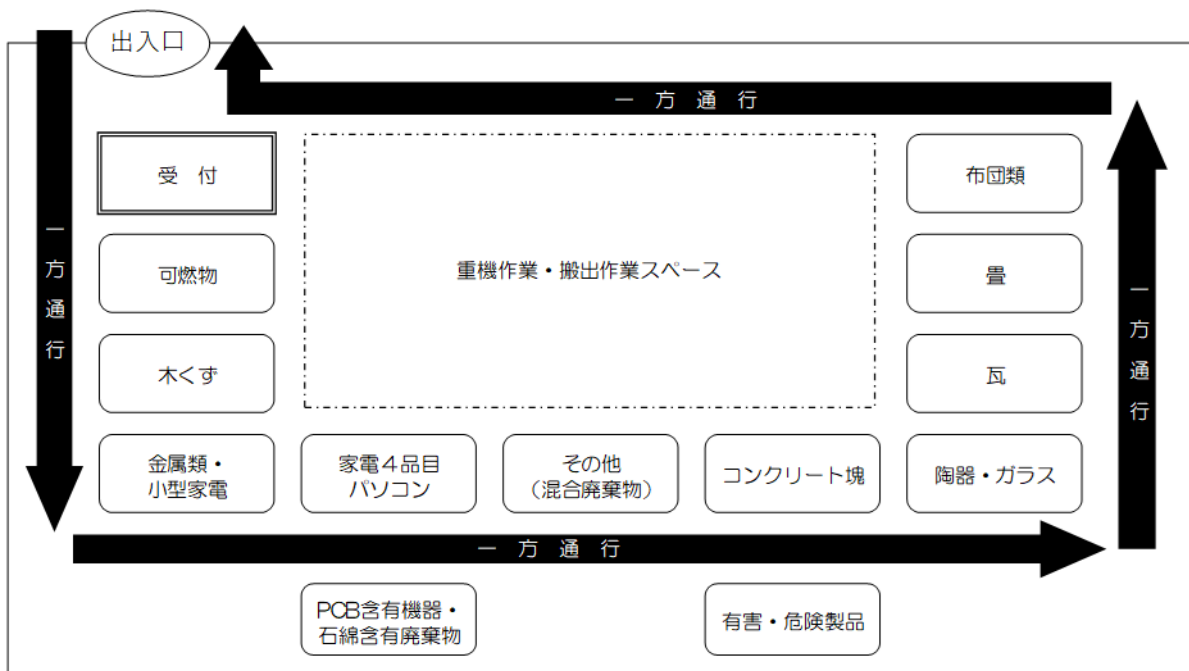 出入口
一方通行
受付
布団類
一方通行
可燃物
重機作業・搬出作業スペース
畳
一方通行
木くず
瓦
金属類・
小型家電
家電4品目
パソコン
その他
（混合廃棄物）
コンクリート塊
陶器・ガラス
一方通行
PCB含有機器・
石綿含有廃棄物
有害・危険製品